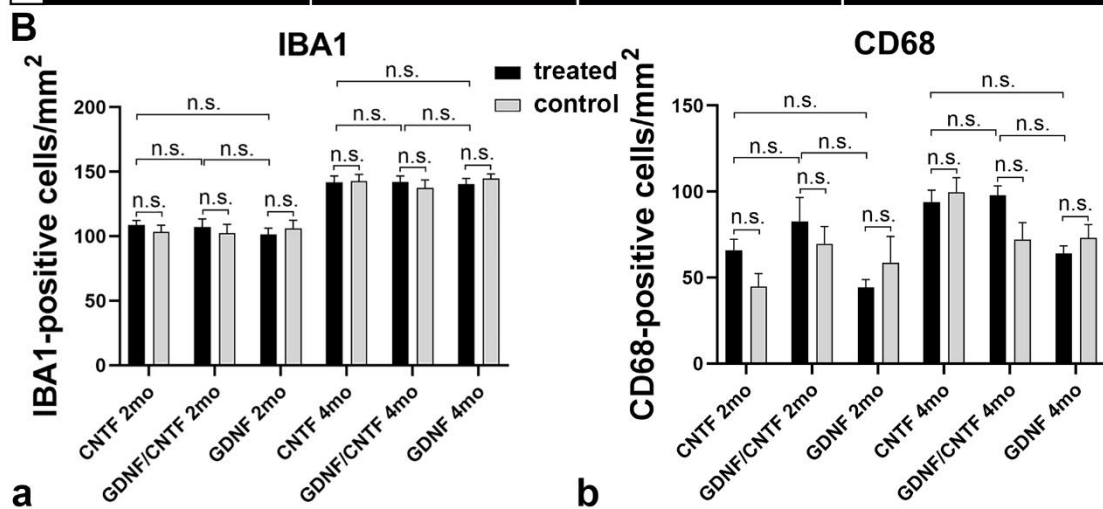 B
IBA1
CD68
treated
control
IBA1-positive cells/mm²
200
150
100
50
0
n.s.
n.s. n.s.
n.s. n.s. n.s.
n.s.
n.s. n.s.
n.s. n.s. n.s.
CNTF 2mo
GDNF/CNTF 2mo
GDNF 2mo
CNTF 4mo
GDNF/CNTF 4mo
GDNF 4mo
a
CD68-positive cells/mm²
150
100
50
0
n.s.
n.s. n.s.
n.s. n.s. n.s.
n.s.
n.s. n.s.
n.s. n.s. n.s.
CNTF 2mo
GDNF/CNTF 2mo
GDNF 2mo
CNTF 4mo
GDNF/CNTF 4mo
GDNF 4mo
b